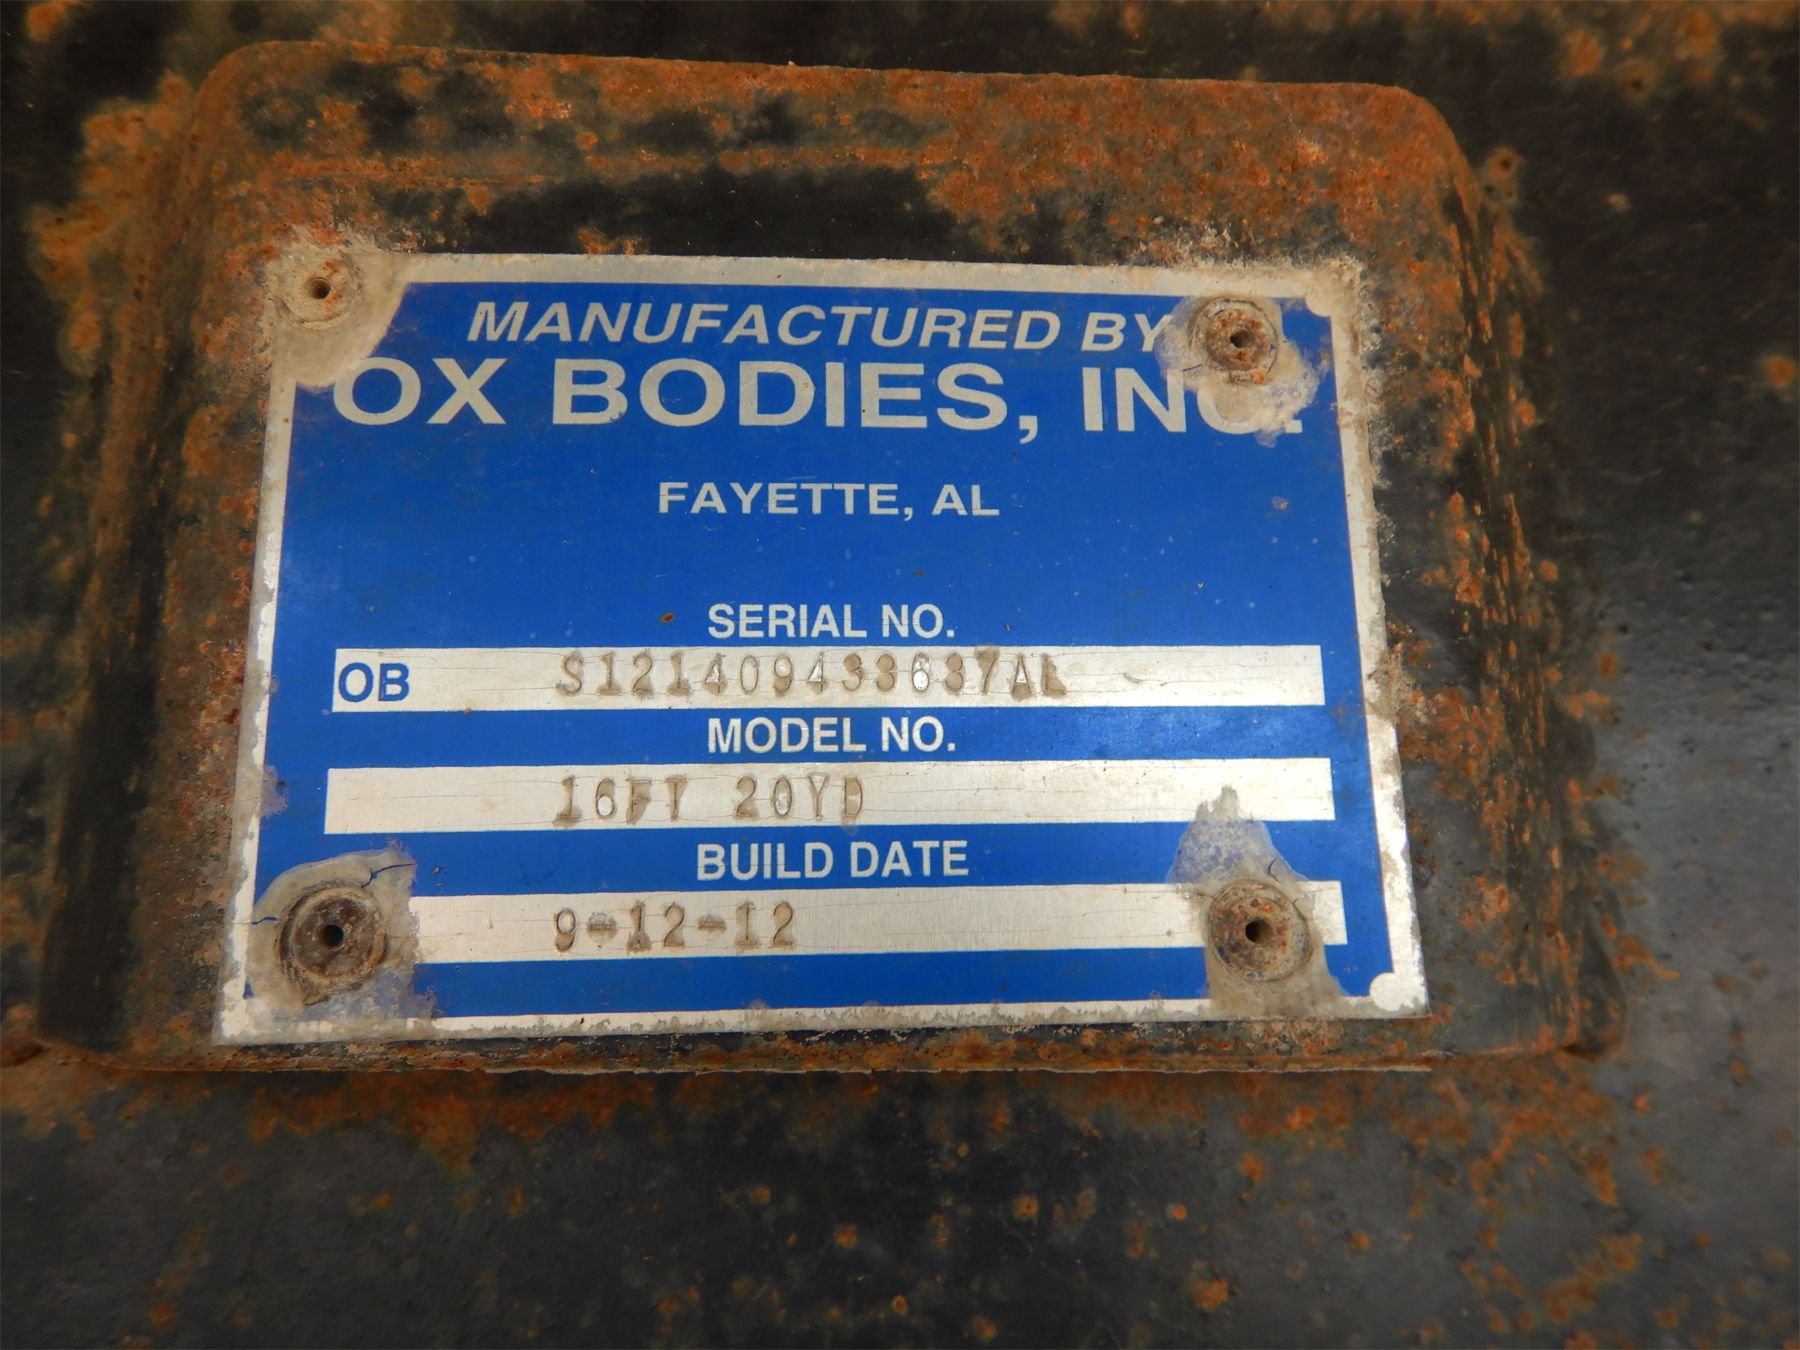 MANUFACTURED BY
OX BODIES, INC.
FAYETTE, AL
SERIAL NO.
OB S121409433637AL
MODEL NO.
16FT 20YD
BUILD DATE
9-12-12